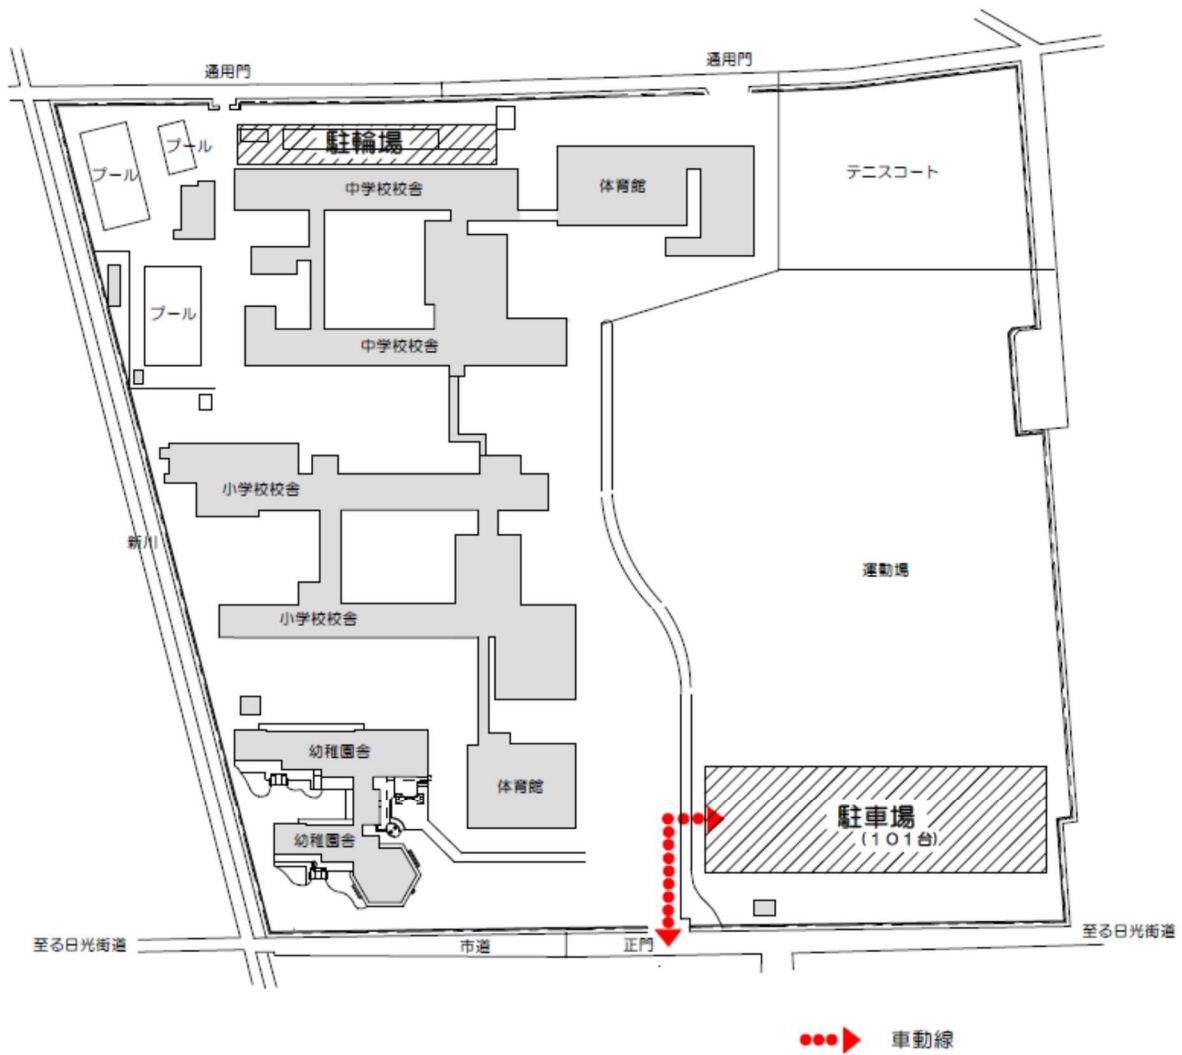 通用門
通用門
プール
プール
駐輪場
中学校校舎
体育館
テニスコート
プール
中学校校舎
小学校校舎
新川
運動場
小学校校舎
幼稚園舎
体育館
駐車場
(101台)
幼稚園舎
至る日光街道
市道
正門
至る日光街道
車動線